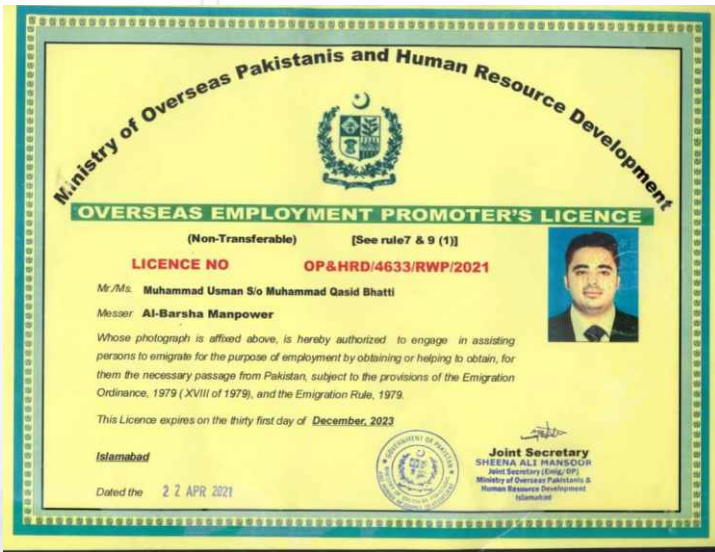 Ministry of Overseas Pakistanis and Human Resource Development
OVERSEAS EMPLOYMENT PROMOTER'S LICENCE
(Non-Transferable) [See rule7 & 9 (1)]
LICENCE NO OP&HRD/4633/RWP/2021
Mr./Ms. Muhammad Usman S/o Muhammad Qasid Bhatti
Messer Al-Barsha Manpower
Whose photograph is affixed above, is hereby authorized to engage in assisting
persons to emigrate for the purpose of employment by obtaining or helping to obtain, for
them the necessary passage from Pakistan, subject to the provisions of the Emigration
Ordinance, 1979 ( XVIII of 1979), and the Emigration Rule, 1979.
This Licence expires on the thirty first day of December, 2023
Islamabad
Dated the 22 APR 2021
GOVERNMENT OF PAKISTAN
Joint Secretary
SHEENA ALI MANSOOR
Joint Secretary (Emig/OP)
Ministry of Overseas Pakistanis &
Human Resource Development
Islamabad